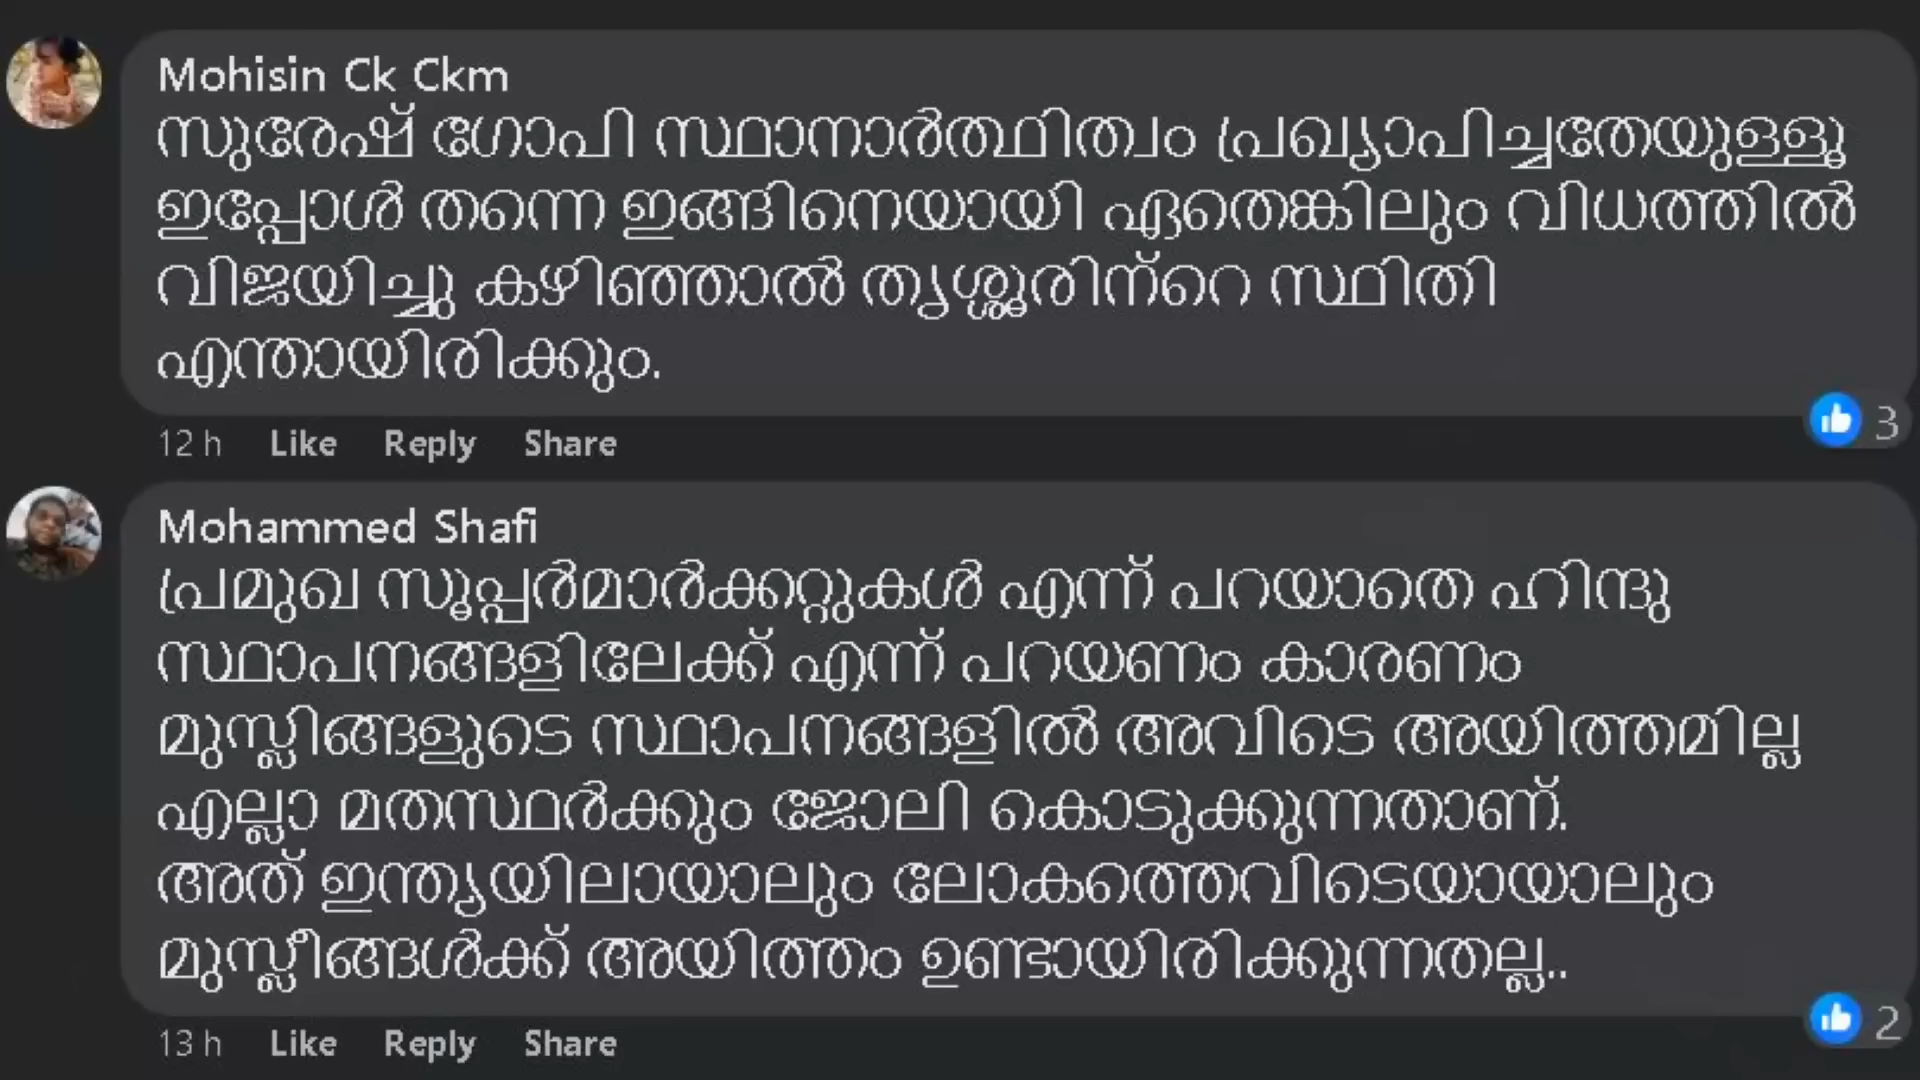 Mohisin Ck Ckm
സുരേഷ് ഗോപി സ്ഥാനാർത്ഥിത്വം പ്രഖ്യാപിച്ചതേയുള്ളൂ
ഇപ്പോൾ തന്നെ ഇങ്ങിനെയായി ഏതെങ്കിലും വിധത്തിൽ
വിജയിച്ചു കഴിഞ്ഞാൽ തൃശ്ശൂരിന്റെ സ്ഥിതി
എന്തായിരിക്കും.
3
12 h Like Reply Share
Mohammed Shafi
പ്രമുഖ സൂപ്പർമാർക്കറ്റുകൾ എന്ന് പറയാതെ ഹിന്ദു
സ്ഥാപനങ്ങളിലേക്ക് എന്ന് പറയണം കാരണം
മുസ്ലിങ്ങളുടെ സ്ഥാപനങ്ങളിൽ അവിടെ അയിത്തമില്ല
എല്ലാ മതസ്ഥർക്കും ജോലി കൊടുക്കുന്നതാണ്.
അത് ഇന്ത്യയിലായാലും ലോകത്തെവിടെയായാലും
മുസ്ലീങ്ങൾക്ക് അയിത്തം ഉണ്ടായിരിക്കുന്നതല്ല..
2
13 h Like Reply Share